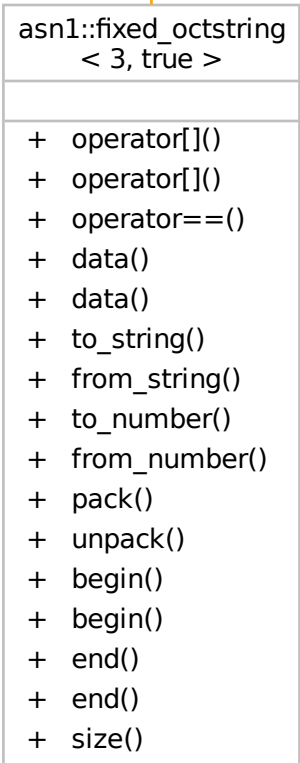 asn1::fixed_octstring
< 3, true >
+ operator[]()
+ operator[]()
+ operator==()
+ data()
+ data()
+ to_string()
+ from_string()
+ to_number()
+ from_number()
+ pack()
+ unpack()
+ begin()
+ begin()
+ end()
+ end()
+ size()